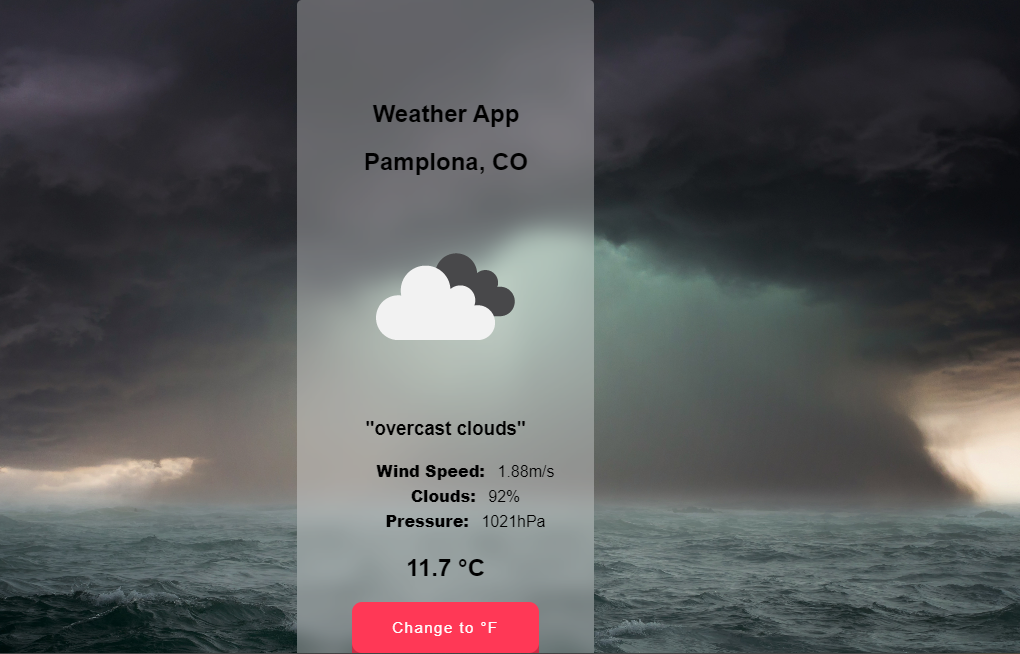 Weather App
Pamplona, CO
"overcast clouds"
Wind Speed: 1.88m/s
Clouds: 92%
Pressure: 1021hPa
11.7 °C
Change to °F